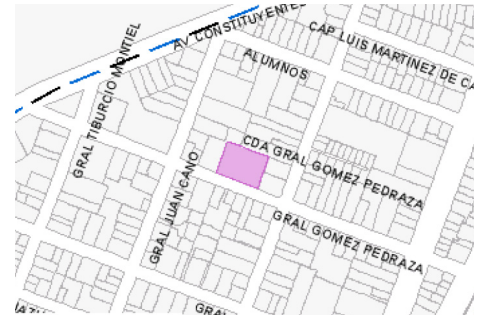 AV CONSTITUYENTES
CAP LUIS MARTINEZ DE CA
ALUMNOS
GRAL TIBURCIO MONTIEL
CDA GRAL GOMEZ PEDRAZA
GRAL JUAN CANO
GRAL GOMEZ PEDRAZA
GRAL